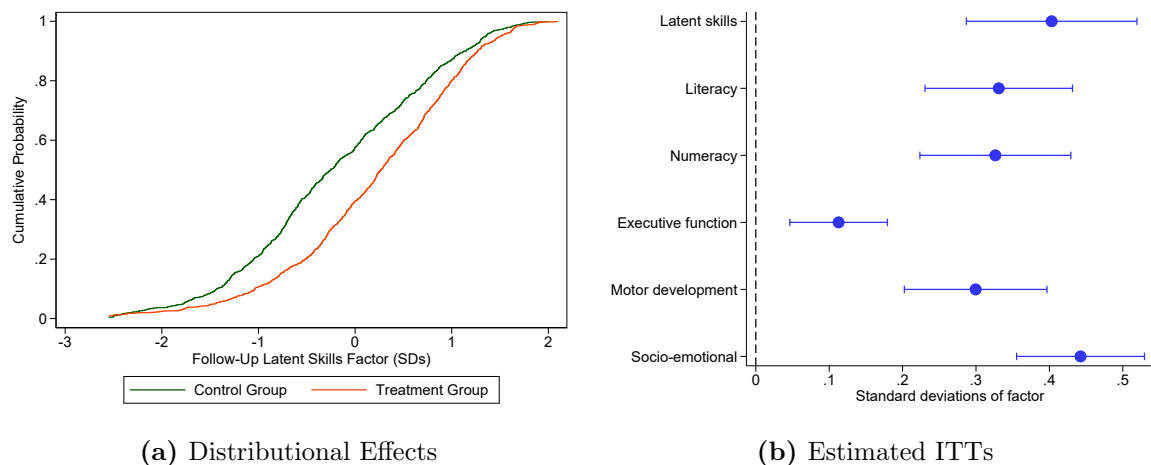 1
.8
.6
.4
.2
0
Cumulative Probability
-3 -2 -1 0 1 2
Follow-Up Latent Skills Factor (SDs)
Control Group Treatment Group
(a) Distributional Effects
Latent skills
Literacy
Numeracy
Executive function
Motor development
Socio-emotional
0 .1 .2 .3 .4 .5
Standard deviations of factor
(b) Estimated ITTs